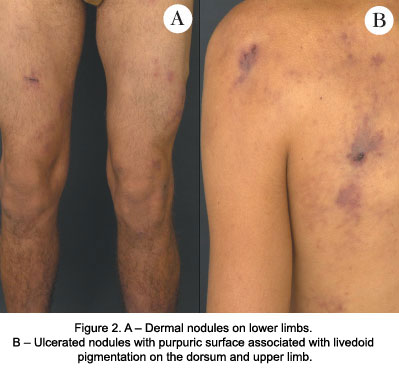 A
B
Figure 2. A – Dermal nodules on lower limbs.
B – Ulcerated nodules with purpuric surface associated with livedoid
pigmentation on the dorsum and upper limb.